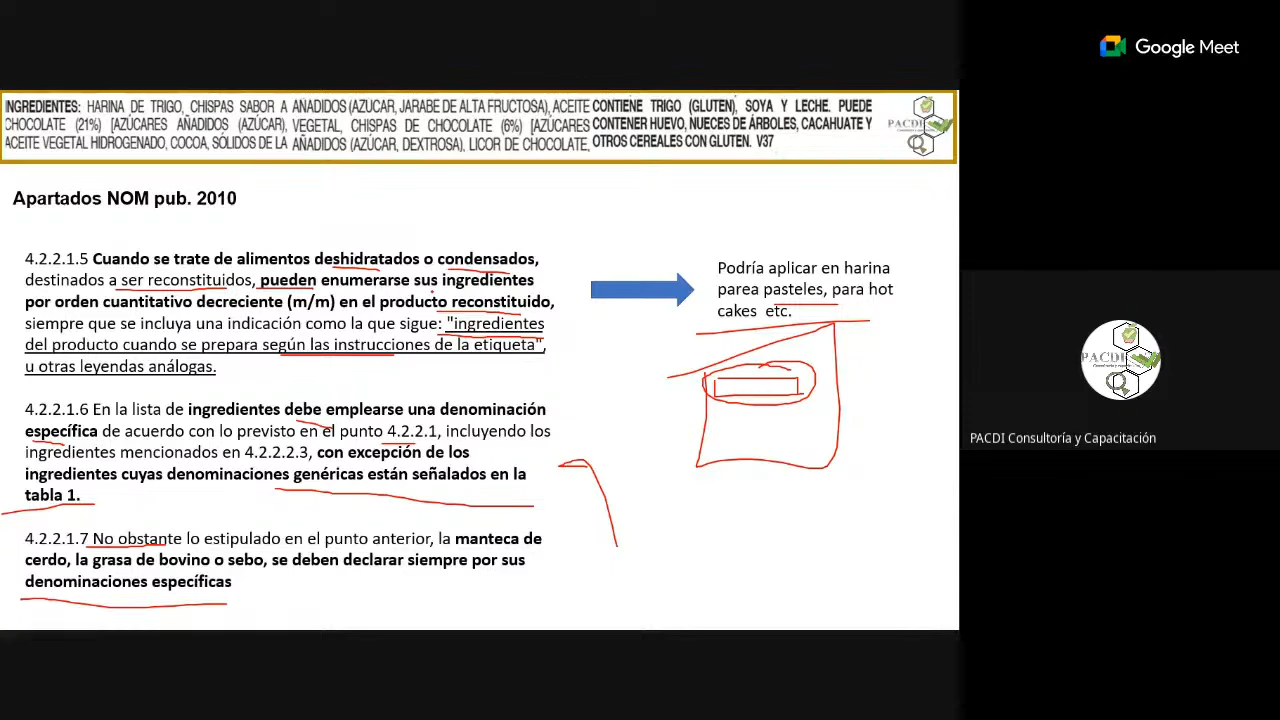 Google Meet
INGREDIENTES: HARINA DE TRIGO, CHISPAS SABOR A
CHOCOLATE (21%) [AZÚCARES AÑADIDOS (AZÚCAR),
ACEITE VEGETAL HIDROGENADO, COCOA, SÓLIDOS DE LA
AÑADIDOS (AZÚCAR, JARABE DE ALTA FRUCTOSA), ACEITE
VEGETAL, CHISPAS DE CHOCOLATE (6%) [AZÚCARES
AÑADIDOS (AZÚCAR, DEXTROSA), LICOR DE CHOCOLATE,
CONTIENE TRIGO (GLUTEN), SOYA Y LECHE. PUEDE
CONTENER HUEVO, NUECES DE ÁRBOLES, CACAHUATE Y
OTROS CEREALES CON GLUTEN. V37
PACDI
Apartados NOM pub. 2010
4.2.2.1.5 Cuando se trate de alimentos deshidratados o condensados,
destinados a ser reconstituidos, pueden enumerarse sus ingredientes
por orden cuantitativo decreciente (m/m) en el producto reconstituido,
siempre que se incluya una indicación como la que sigue: "ingredientes
del producto cuando se prepara según las instrucciones de la etiqueta",
u otras leyendas análogas.
4.2.2.1.6 En la lista de ingredientes debe emplearse una denominación
específica de acuerdo con lo previsto en el punto 4.2.2.1, incluyendo los
ingredientes mencionados en 4.2.2.2.3, con excepción de los
ingredientes cuyas denominaciones genéricas están señalados en la
tabla 1.
4.2.2.1.7 No obstante lo estipulado en el punto anterior, la manteca de
cerdo, la grasa de bovino o sebo, se deben declarar siempre por sus
denominaciones específicas
Podría aplicar en harina
parea pasteles, para hot
cakes etc.
PACDI
PACDI Consultoría y Capacitación